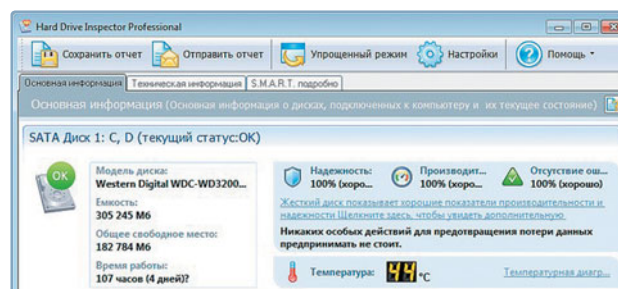 Hard Drive Inspector Professional
Сохранить отчет Отправить отчет Упрощенный режим Настройки Помощь
Основная информация Техническая информация S.M.A.R.T. подробно
Основная информация (Основная информация о дисках, подключенных к компьютеру и их текущее состояние)
SATA Диск 1: C, D (текущий статус:OK)
OK
Модель диска:
Western Digital WDC-WD3200...
Емкость:
305 245 Мб
Общее свободное место:
182 784 Мб
Время работы:
107 часов (4 дней)?
Надежность:
100% (хоро...
Производит...
100% (хоро...
Отсутствие ош...
100% (хорошо)
Жесткий диск показывает хорошие показатели производительности и
надежности Щелкните здесь, чтобы увидеть дополнительную
Никаких особых действий для предотвращения потери данных
предпринимать не стоит.
Температура: 44 °C
Температурная диагр...